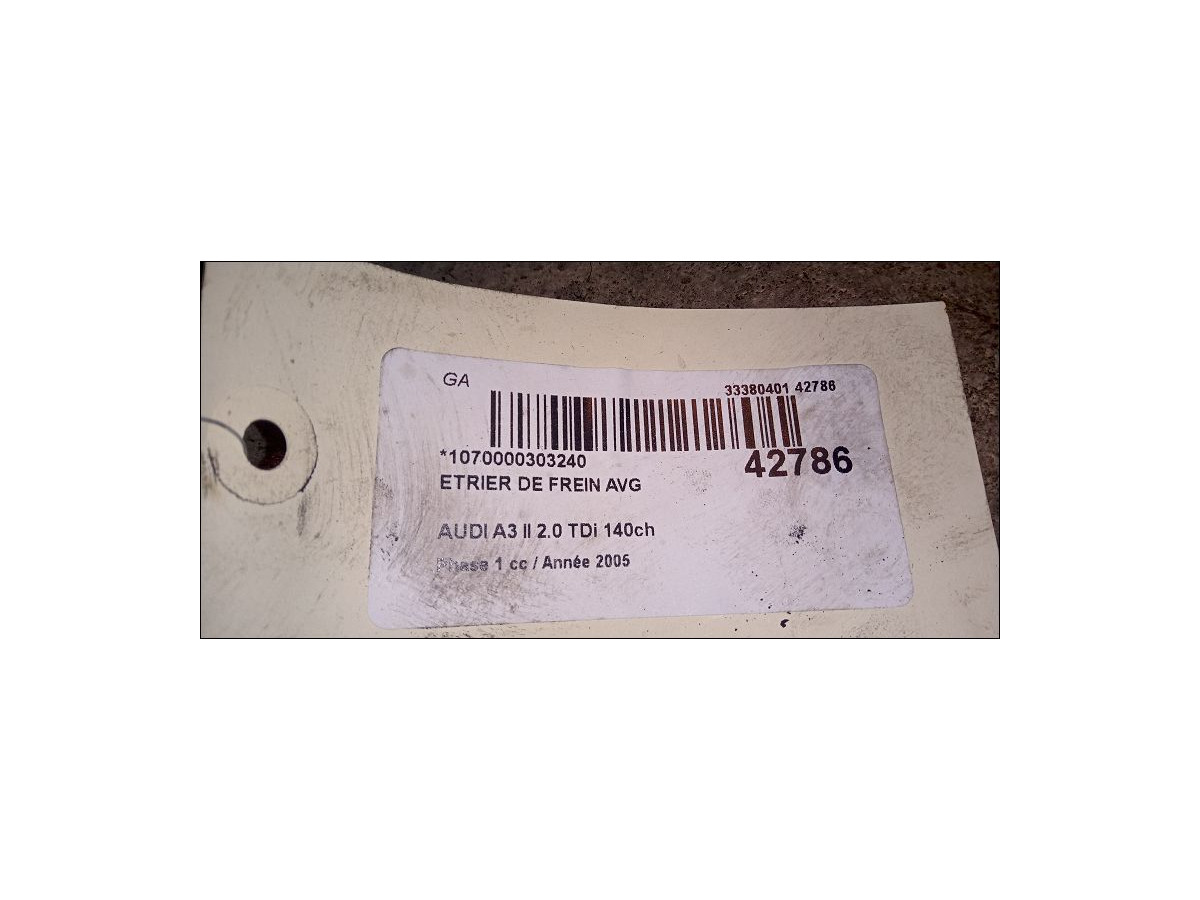 GA
33380401 42786
*1070000303240
42786
ETRIER DE FREIN AVG
AUDI A3 II 2.0 TDi 140ch
Phase 1 cc / Année 2005